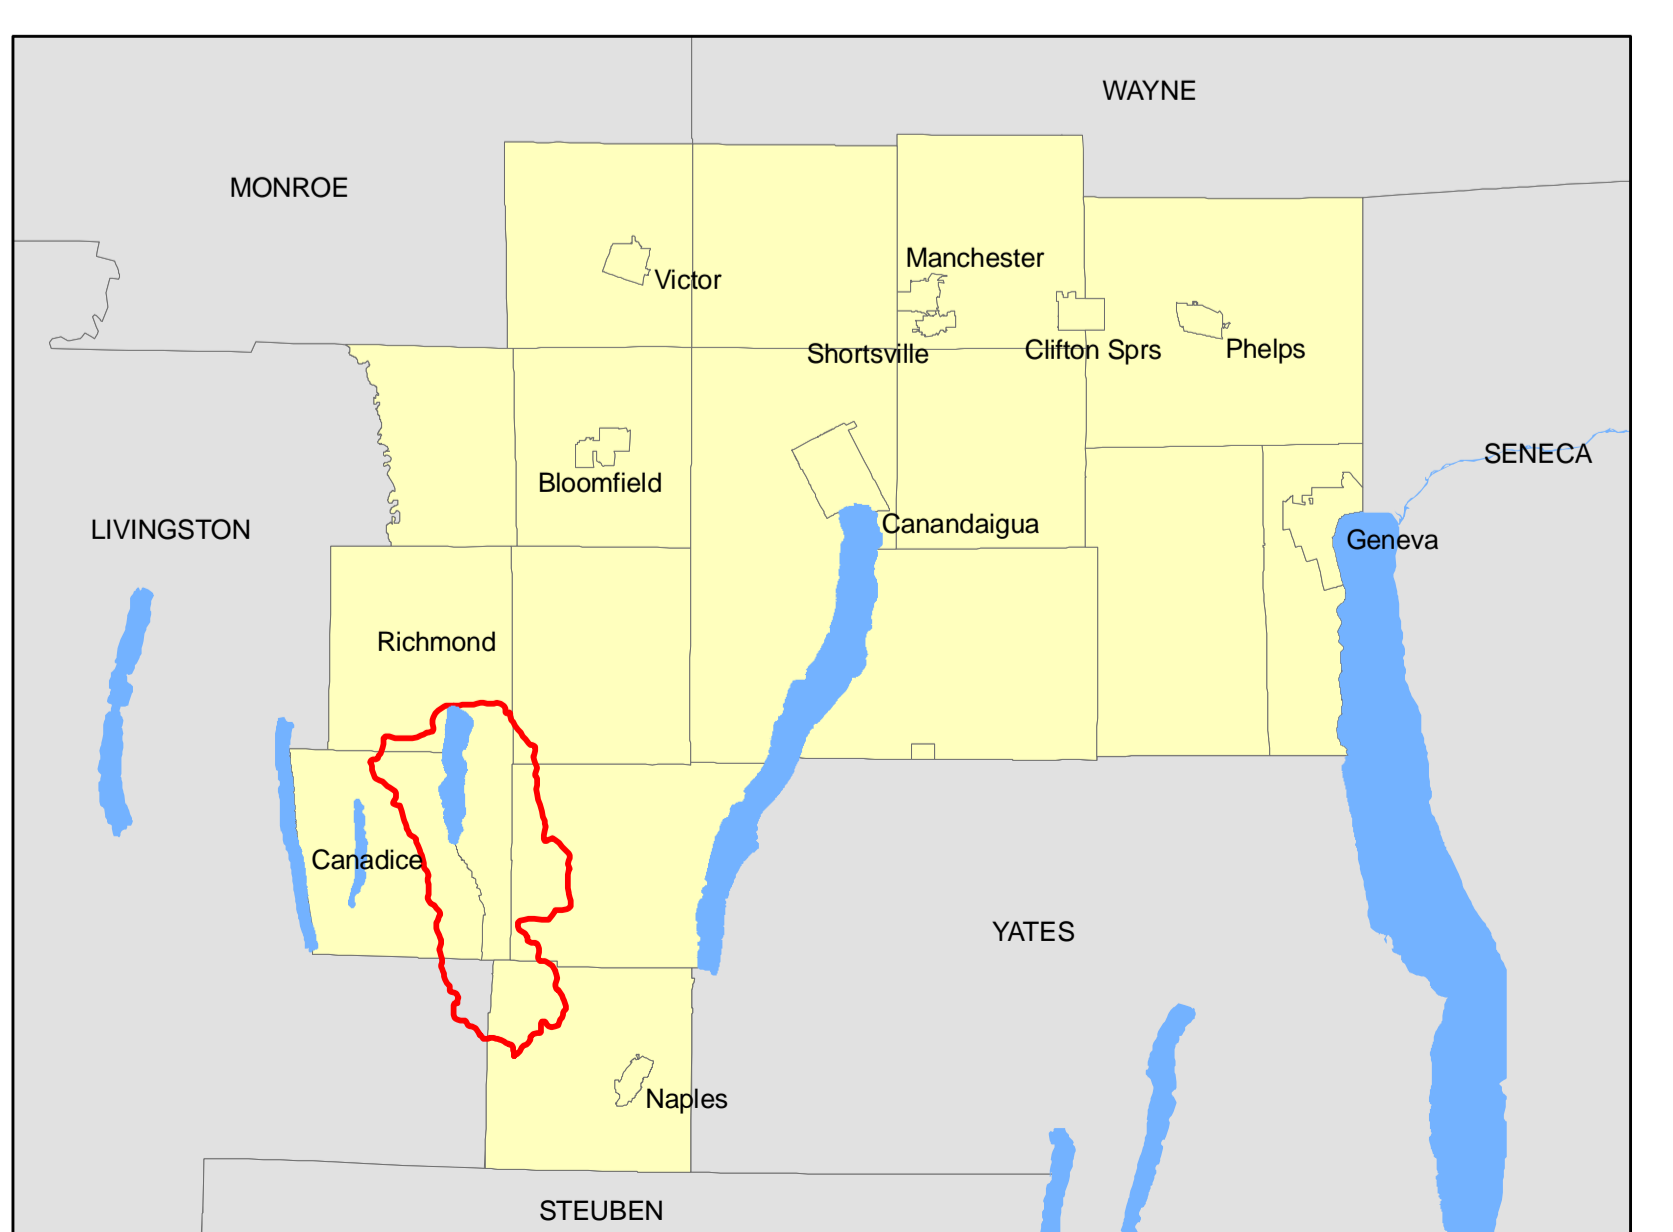 WAYNE
MONROE
Manchester
Victor
Shortsville
Clifton Sprs
Phelps
SENECA
Bloomfield
Canandaigua
LIVINGSTON
Geneva
Richmond
Canadice
YATES
Naples
STEUBEN